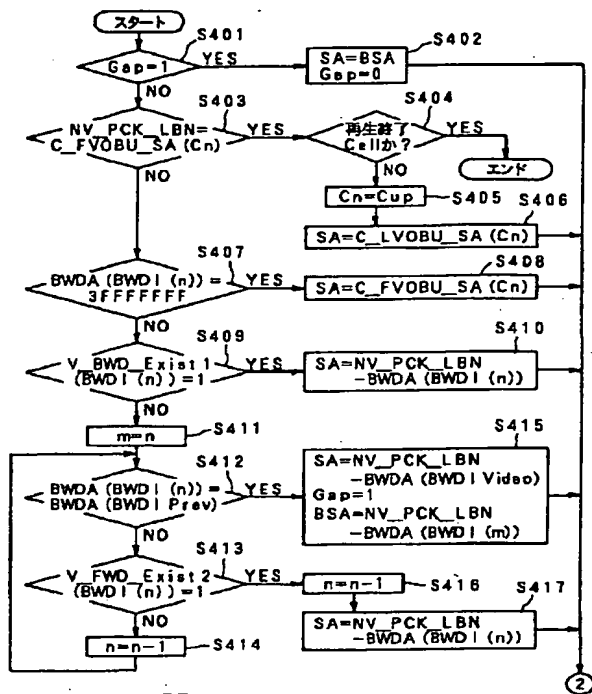 スタート
S401
Gap=1
YES
NO
S402
SA=BSA
Gap=0
S403
NV_PCK_LBN=
C_FVOBU_SA(Cn)
YES
NO
S404
再生終了
Cellか?
YES
エンド
NO
Cn=Cup
S405
S406
SA=C_LVOBU_SA(Cn)
S407
BWDA(BWDI(n))=
3FFFFFFF
YES
NO
S408
SA=C_FVOBU_SA(Cn)
S409
V_BWD_Exist1
(BWDI(n))=1
YES
NO
S410
SA=NV_PCK_LBN
-BWDA(BWDI(n))
m=n
S411
S412
BWDA(BWDI(n))=
BWDA(BWDI Prev)
YES
NO
S415
SA=NV_PCK_LBN
-BWDA(BWDI Video)
Gap=1
BSA=NV_PCK_LBN
-BWDA(BWDI(m))
S413
V_FWD_Exist2
(BWDI(n))=1
YES
NO
n=n-1
S416
S417
SA=NV_PCK_LBN
-BWDA(BWDI(n))
n=n-1
S414
2